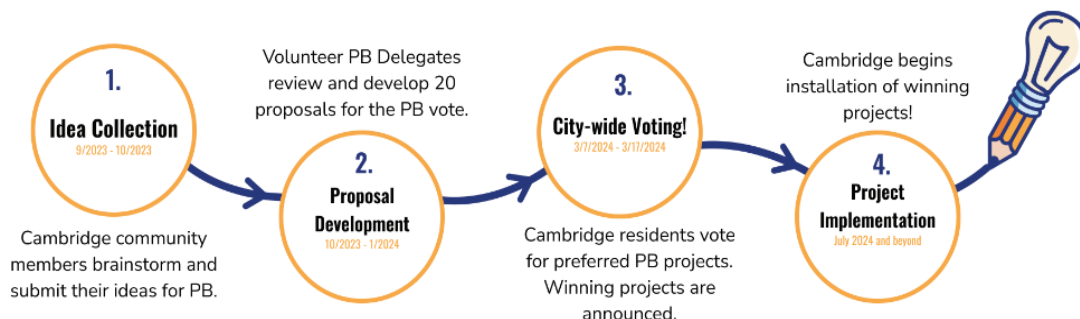 1.
Idea Collection
9/2023 - 10/2023
Cambridge community
members brainstorm and
submit their ideas for PB.
Volunteer PB Delegates
review and develop 20
proposals for the PB vote.
2.
Proposal
Development
10/2023 - 1/2024
3.
City-wide Voting!
3/7/2024 - 3/17/2024
Cambridge residents vote
for preferred PB projects.
Winning projects are
announced.
Cambridge begins
installation of winning
projects!
4.
Project
Implementation
July 2024 and beyond